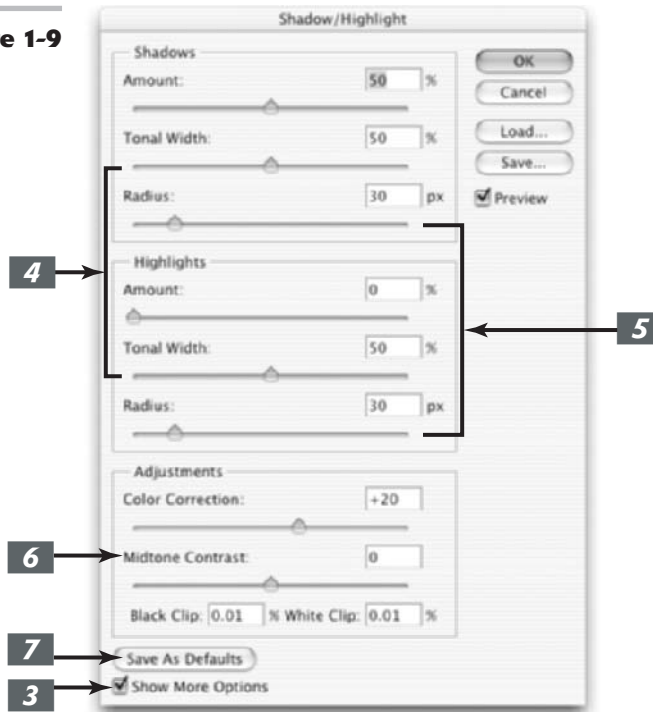 e 1-9
Shadow/Highlight
Shadows
Amount: 50 %
Tonal Width: 50 %
Radius: 30 px
Highlights
Amount: 0 %
Tonal Width: 50 %
Radius: 30 px
Adjustments
Color Correction: +20
Midtone Contrast: 0
Black Clip: 0.01 % White Clip: 0.01 %
Save As Defaults
Show More Options
OK
Cancel
Load...
Save...
Preview
4
5
6
7
3